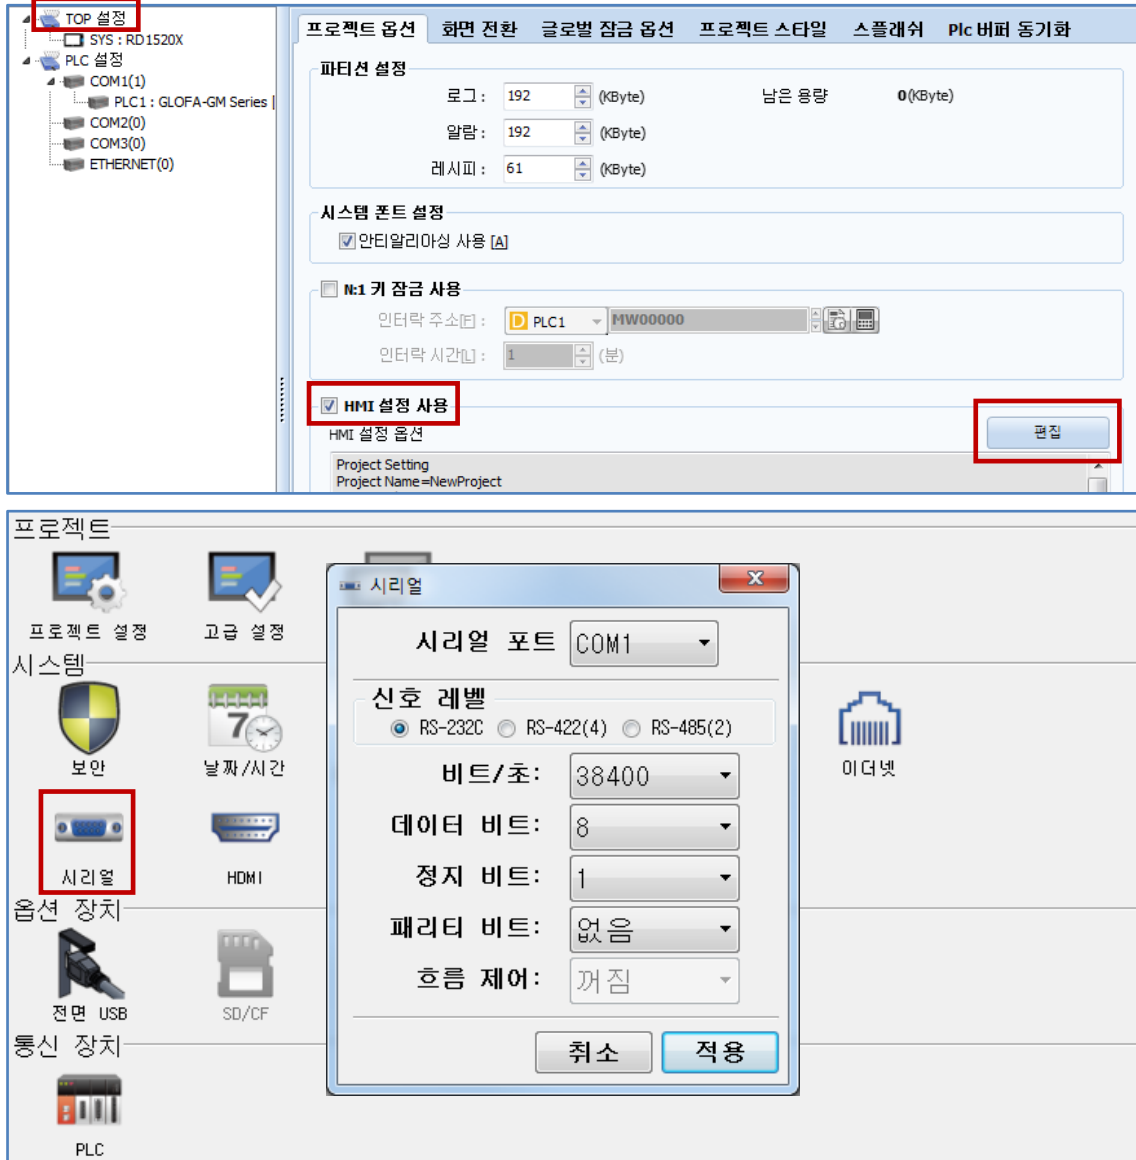 TOP 설정
SYS : RD1520X
PLC 설정
COM1(1)
PLC1 : GLOFA-GM Series
COM2(0)
COM3(0)
ETHERNET(0)
프로젝트 옵션 화면 전환 글로벌 잠금 옵션 프로젝트 스타일 스플래쉬 Plc 버퍼 동기화
파티션 설정
로그 : 192 (KByte) 남은 용량 0(KByte)
알람 : 192 (KByte)
레시피 : 61 (KByte)
시스템 폰트 설정
안티알리아싱 사용 [A]
N:1 키 잠금 사용
인터락 주소[F] : D PLC1 MW00000
인터락 시간[L] : 1 (분)
HMI 설정 사용
HMI 설정 옵션 편집
Project Setting
Project Name=NewProject
프로젝트
프로젝트 설정 고급 설정
시스템
보안 날짜/시간 이더넷
시리얼 HDMI
옵션 장치
전면 USB SD/CF
통신 장치
PLC
시리얼
시리얼 포트 COM1
신호 레벨
RS-232C RS-422(4) RS-485(2)
비트/초: 38400
데이터 비트: 8
정지 비트: 1
패리티 비트: 없음
흐름 제어: 꺼짐
취소 적용